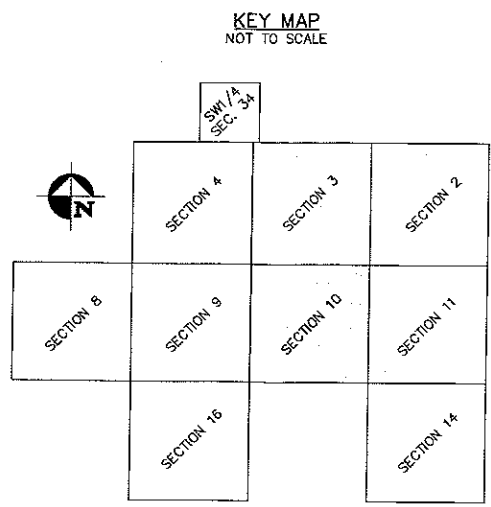 KEY MAP
NOT TO SCALE
SW1/4
SEC. 34
SECTION 4
SECTION 3
SECTION 2
N
SECTION 8
SECTION 9
SECTION 10
SECTION 11
SECTION 16
SECTION 14